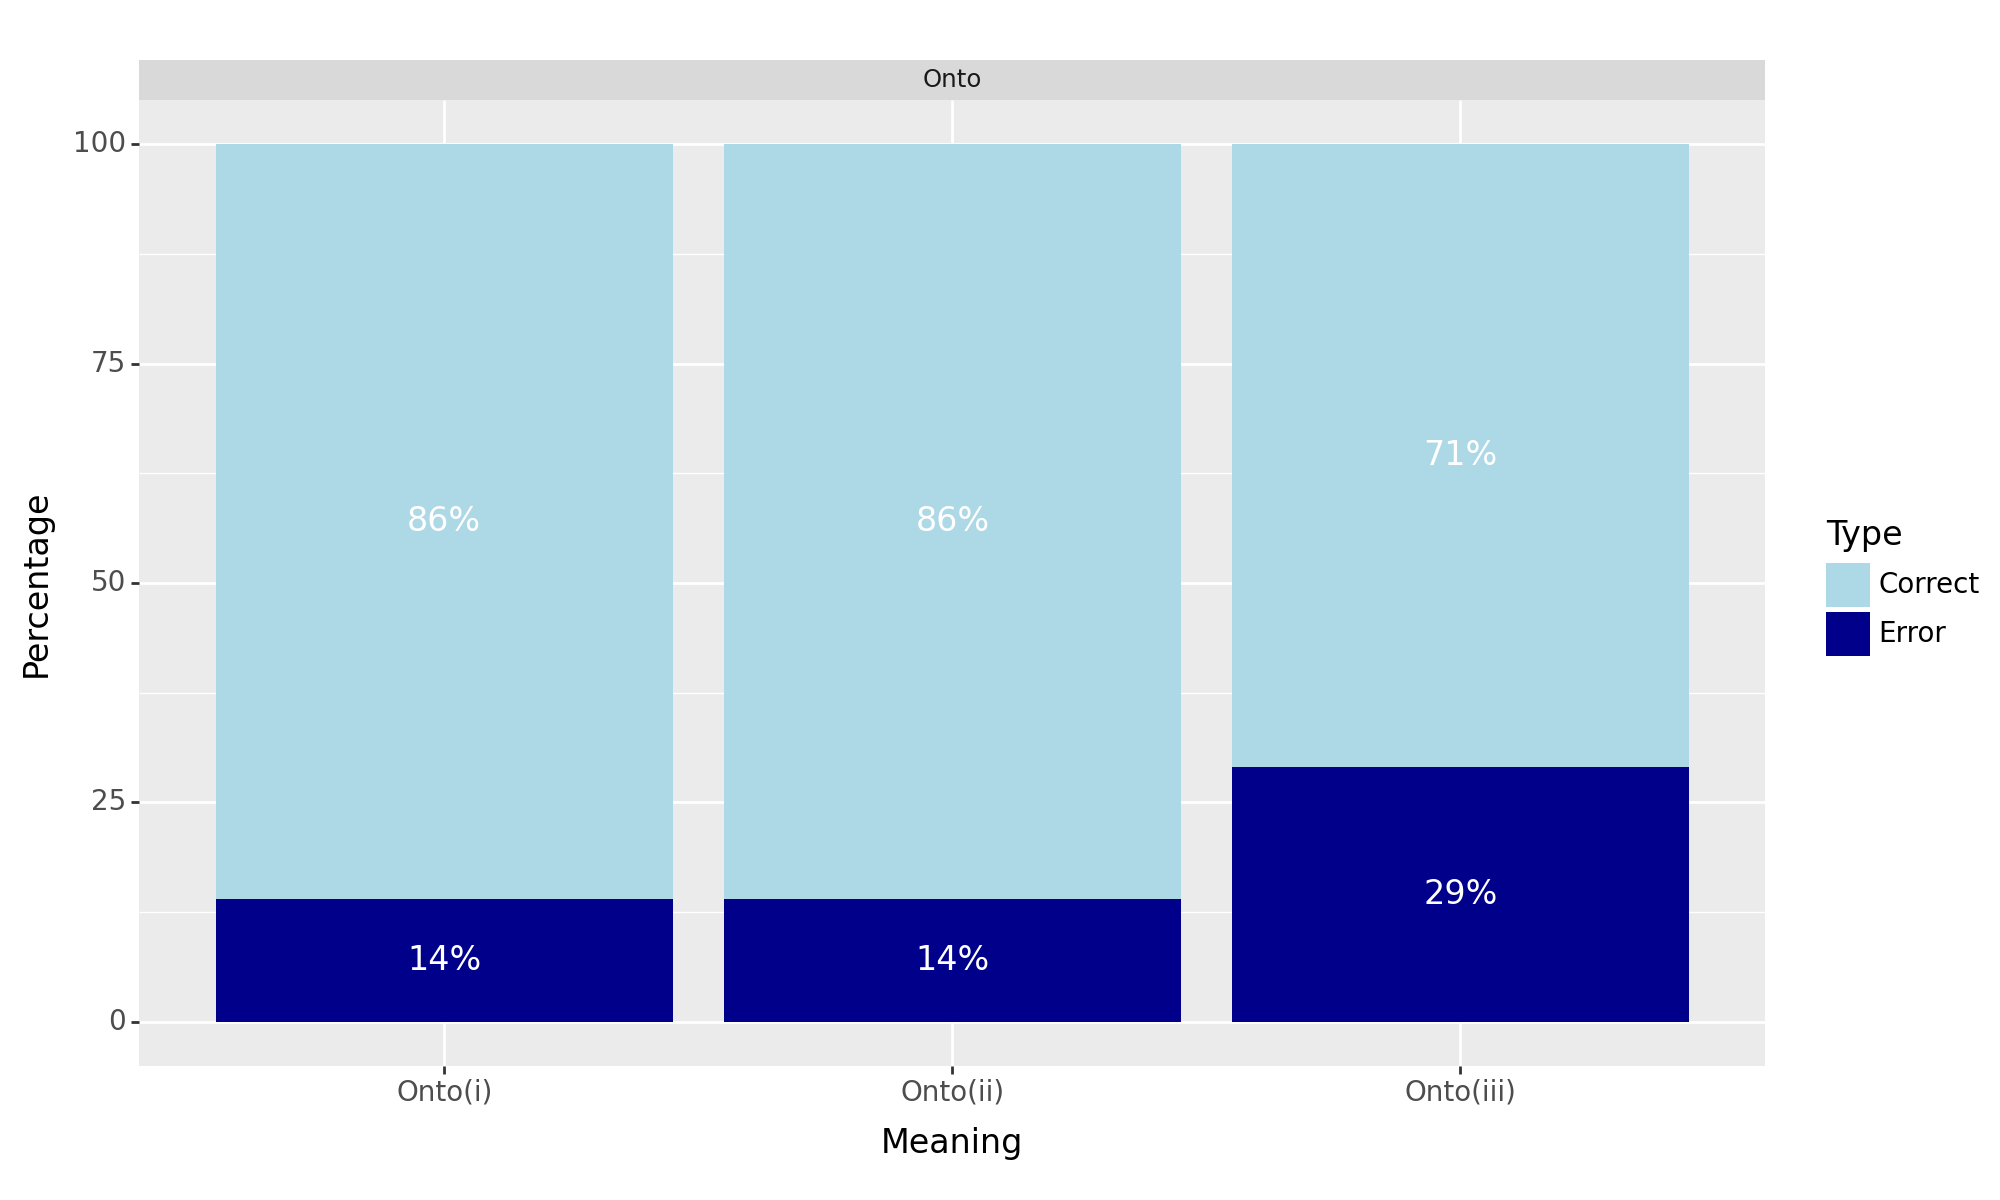 Onto
100
75
50
25
0
Percentage
86%
86%
71%
14%
14%
29%
Onto(i)
Onto(ii)
Onto(iii)
Meaning
Type
Correct
Error